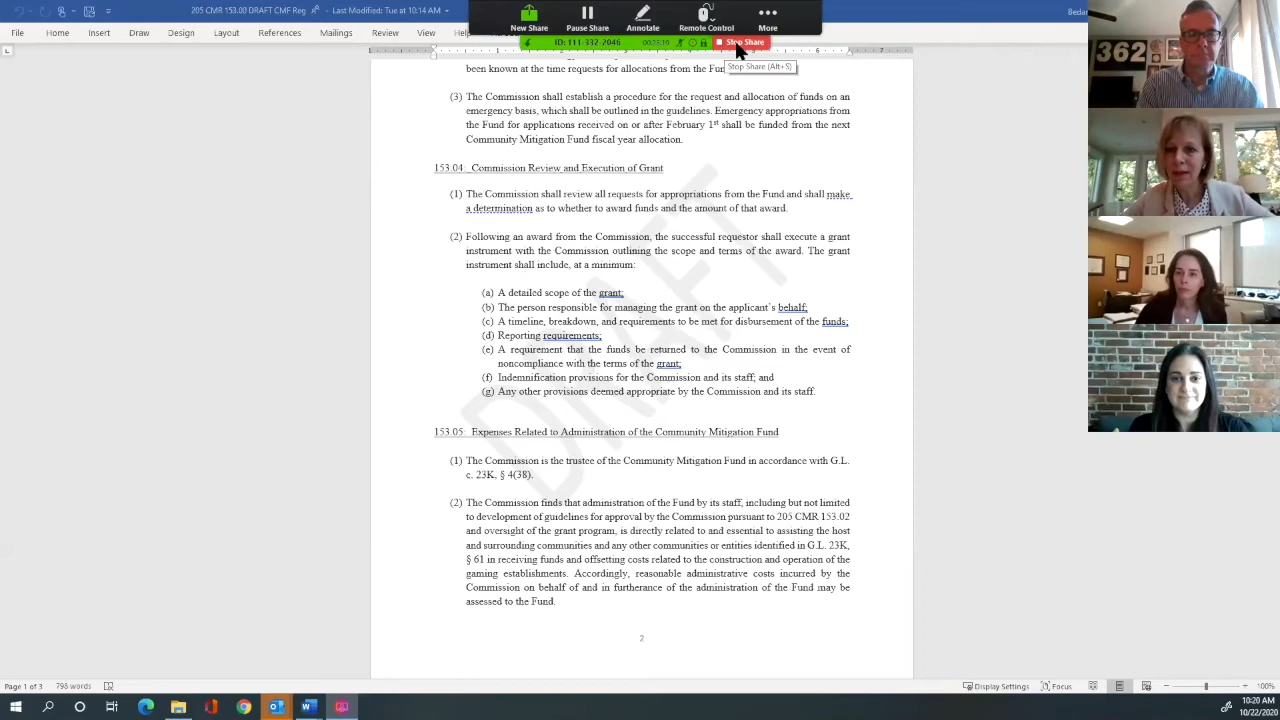 205 CMR 153.00 DRAFT CMF Reg
Last Modified: Tue at 10:14 AM
Bedar
New Share
Pause Share
Annotate
Remote Control
More
ID: 111-332-2046
Stop Share
Stop Share (Alt+S)
Home
Insert
Draw
Design
Layout
Mailings
Review
View
Help
6
7
been known at the time requests for allocations from the Fun
(3) The Commission shall establish a procedure for the request and allocation of funds on an
emergency basis, which shall be outlined in the guidelines. Emergency appropriations from
the Fund for applications received on or after February 1st shall be funded from the next
Community Mitigation Fund fiscal year allocation.
153.04: Commission Review and Execution of Grant
(1) The Commission shall review all requests for appropriations from the Fund and shall make
a determination as to whether to award funds and the amount of that award.
(2) Following an award from the Commission, the successful requestor shall execute a grant
instrument with the Commission outlining the scope and terms of the award. The grant
instrument shall include, at a minimum:
(a) A detailed scope of the grant;
(b) The person responsible for managing the grant on the applicant's behalf;
(c) A timeline, breakdown, and requirements to be met for disbursement of the funds;
(d) Reporting requirements;
(e) A requirement that the funds be returned to the Commission in the event of
noncompliance with the terms of the grant;
(f) Indemnification provisions for the Commission and its staff; and
(g) Any other provisions deemed appropriate by the Commission and its staff.
153.05: Expenses Related to Administration of the Community Mitigation Fund
(1) The Commission is the trustee of the Community Mitigation Fund in accordance with G.L.
c. 23K, § 4(38).
(2) The Commission finds that administration of the Fund by its staff, including but not limited
to development of guidelines for approval by the Commission pursuant to 205 CMR 153.02
and oversight of the grant program, is directly related to and essential to assisting the host
and surrounding communities and any other communities or entities identified in G.L. 23K,
§ 61 in receiving funds and offsetting costs related to the construction and operation of the
gaming establishments. Accordingly, reasonable administrative costs incurred by the
Commission on behalf of and in furtherance of the administration of the Fund may be
assessed to the Fund.
DRAFT
2
362
Page 1 of 3
798 words
Display Settings
Focus
100%
10:20 AM
10/22/2020